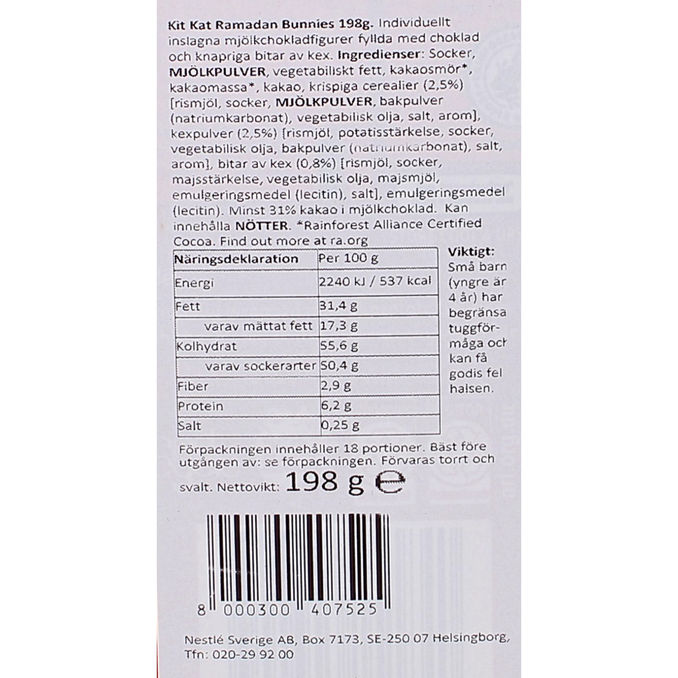 Kit Kat Ramadan Bunnies 198g. Individuellt
inslagna mjölkchokladfigurer fyllda med choklad
och knapriga bitar av kex. Ingredienser: Socker,
MJÖLKPULVER, vegetabiliskt fett, kakaosmör*,
kakaomassa*, kakao, krispiga cerealier (2,5%)
[rismjöl, socker, MJÖLKPULVER, bakpulver
(natriumkarbonat), vegetabilisk olja, salt, arom],
kexpulver (2,5%) [rismjöl, potatisstärkelse, socker,
vegetabilisk olja, bakpulver (natriumkarbonat), salt,
arom], bitar av kex (0,8%) [rismjöl, socker,
majsstärkelse, vegetabilisk olja, majsmjöl,
emulgeringsmedel (lecitin), salt], emulgeringsmedel
(lecitin). Minst 31% kakao i mjölkchoklad. Kan
innehålla NÖTTER. *Rainforest Alliance Certified
Cocoa. Find out more at ra.org
Näringsdeklaration Per 100 g
Energi 2240 kJ / 537 kcal
Fett 31,4 g
varav mättat fett 17,3 g
Kolhydrat 55,6 g
varav sockerarter 50,4 g
Fiber 2,9 g
Protein 6,2 g
Salt 0,25 g
Viktigt:
Små barn
(yngre än
4 år) har
begränsa
tuggför-
måga och
kan få
godis fel
halsen.
Förpackningen innehåller 18 portioner. Bäst före
utgången av: se förpackningen. Förvaras torrt och
svalt. Nettovikt: 198 g ℮
8 000300 407525
Nestlé Sverige AB, Box 7173, SE-250 07 Helsingborg,
Tfn: 020-29 92 00